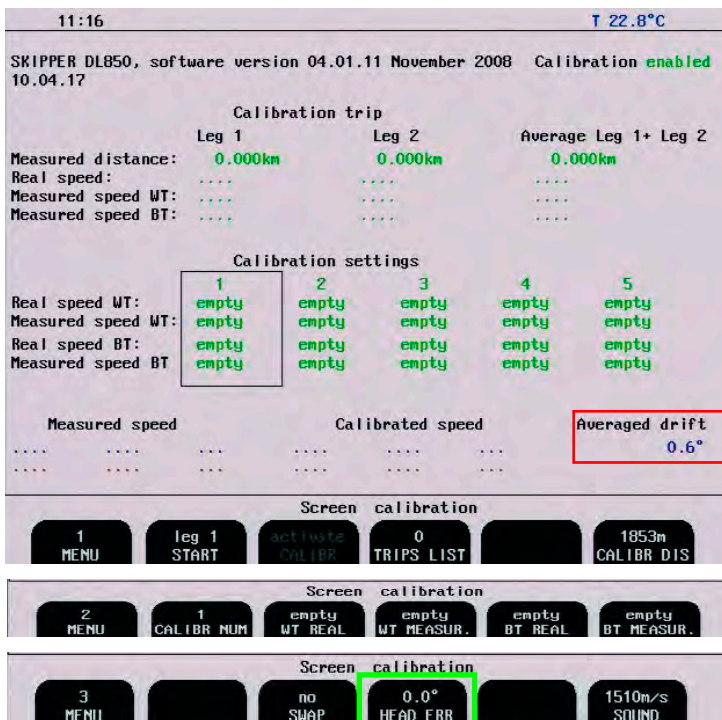 11:16 T 22.8°C
SKIPPER DL850, software version 04.01.11 November 2008 Calibration enabled
10.04.17
Calibration trip
Leg 1 Leg 2 Average Leg 1+ Leg 2
Measured distance: 0.000km 0.000km 0.000km
Real speed: .... .... ....
Measured speed WT: .... .... ....
Measured speed BT: .... .... ....
Calibration settings
1 2 3 4 5
Real speed WT: empty empty empty empty empty
Measured speed WT: empty empty empty empty empty
Real speed BT: empty empty empty empty empty
Measured speed BT empty empty empty empty empty
Measured speed Calibrated speed Averaged drift
.... .... ... .... .... ... 0.6°
.... .... ... .... .... ...
Screen calibration
1 leg 1 activate 0 1853m
MENU START CALIBR TRIPS LIST CALIBR DIS
Screen calibration
2 1 empty empty empty empty
MENU CALIBR NUM WT REAL WT MEASUR. BT REAL BT MEASUR.
Screen calibration
3 no 0.0° 1510m/s
MENU SWAP HEAD ERR SOUND